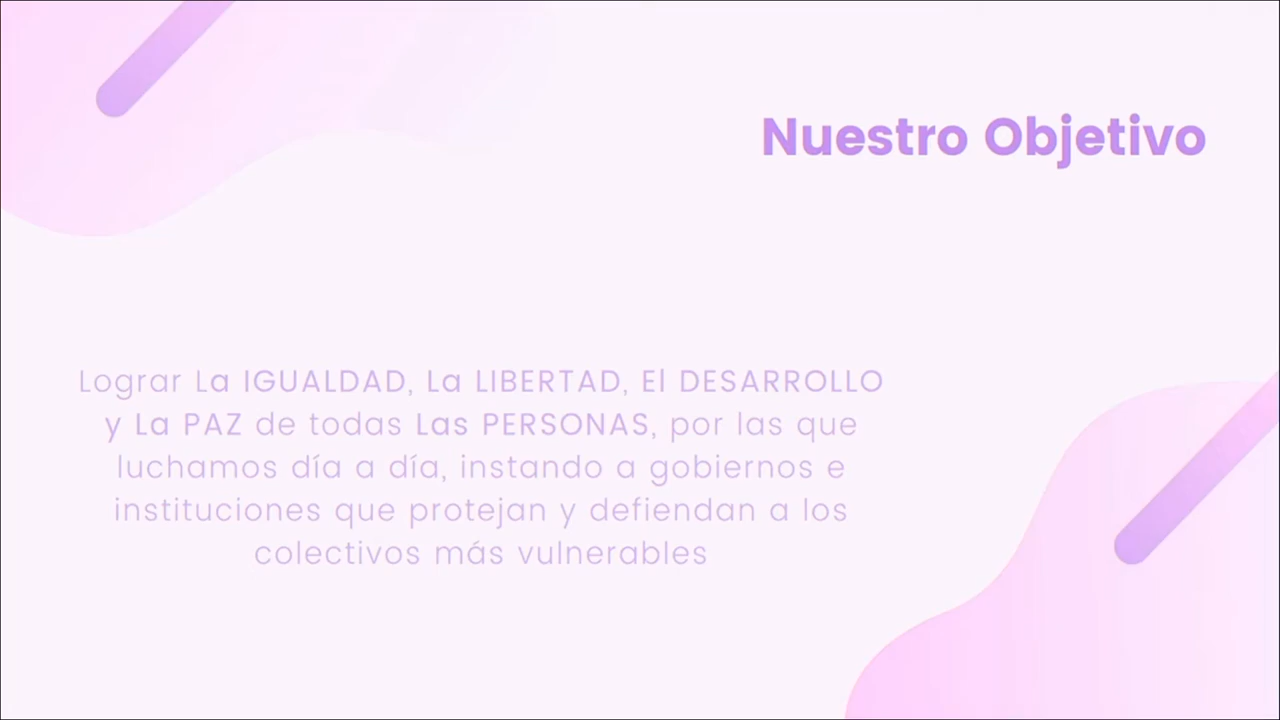 Nuestro Objetivo
Lograr La IGUALDAD, La LIBERTAD, El DESARROLLO
y La PAZ de todas Las PERSONAS, por las que
luchamos día a día, instando a gobiernos e
instituciones que protejan y defiendan a los
colectivos más vulnerables